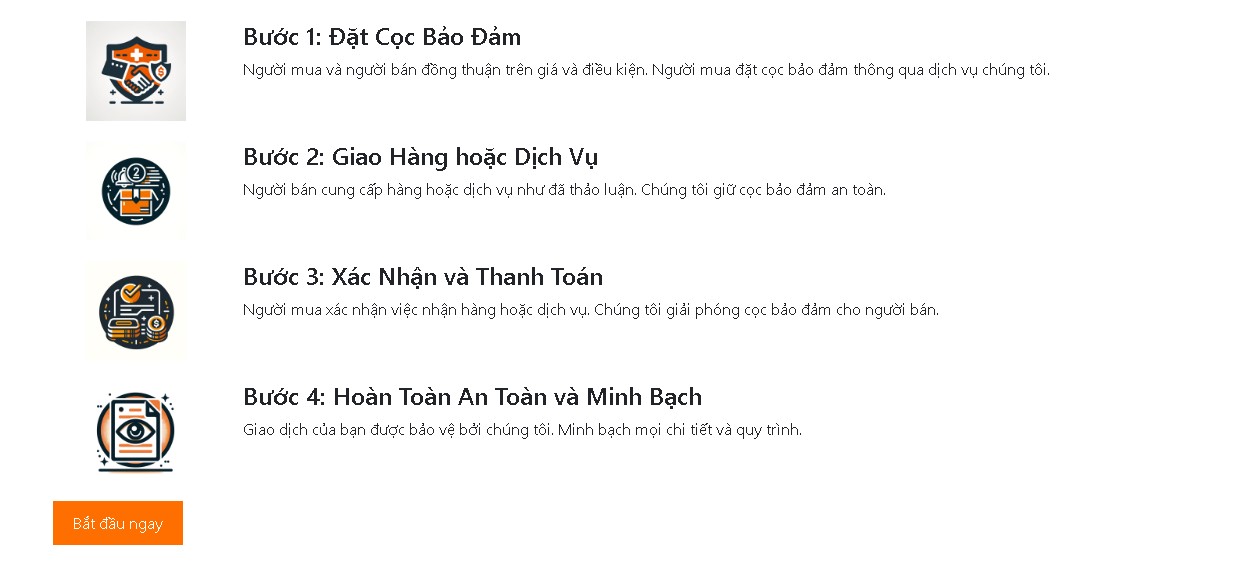 Bước 1: Đặt Cọc Bảo Đảm
Người mua và người bán đồng thuận trên giá và điều kiện. Người mua đặt cọc bảo đảm thông qua dịch vụ chúng tôi.
$
2
Bước 2: Giao Hàng hoặc Dịch Vụ
Người bán cung cấp hàng hoặc dịch vụ như đã thảo luận. Chúng tôi giữ cọc bảo đảm an toàn.
Bước 3: Xác Nhận và Thanh Toán
Người mua xác nhận việc nhận hàng hoặc dịch vụ. Chúng tôi giải phóng cọc bảo đảm cho người bán.
$
Bước 4: Hoàn Toàn An Toàn và Minh Bạch
Giao dịch của bạn được bảo vệ bởi chúng tôi. Minh bạch mọi chi tiết và quy trình.
Bắt đầu ngay